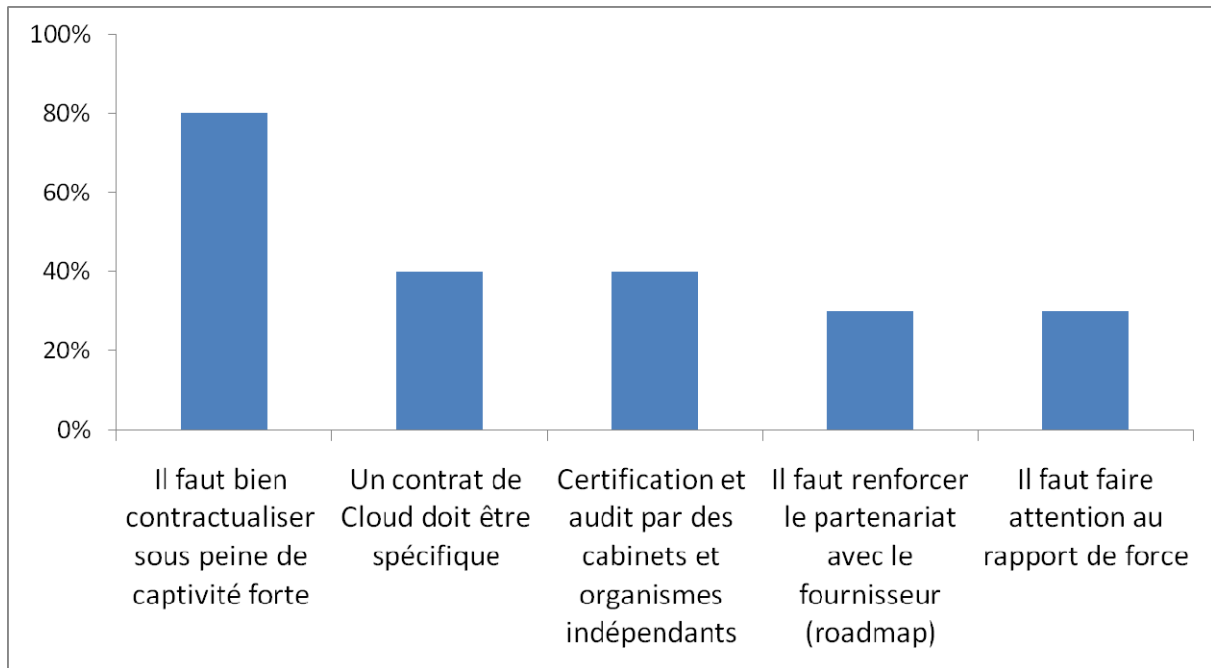 100%
80%
60%
40%
20%
0%
Il faut bien
contractualiser
sous peine de
captivité forte
Un contrat de
Cloud doit être
spécifique
Certification et
audit par des
cabinets et
organismes
indépendants
Il faut renforcer
le partenariat
avec le
fournisseur
(roadmap)
Il faut faire
attention au
rapport de force